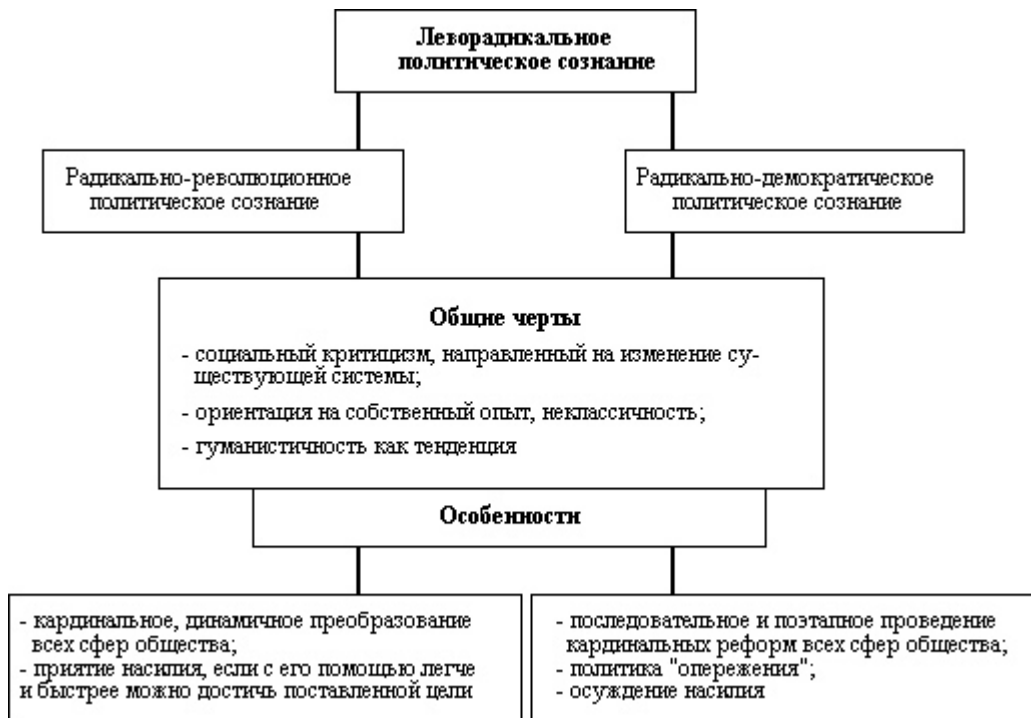 Леворадикальное
политическое сознание
Радикально-революционное
политическое сознание
Радикально-демократическое
политическое сознание
Общие черты
- социальный критицизм, направленный на изменение су-
ществующей системы;
- ориентация на собственный опыт, неклассичность;
- гуманистичность как тенденция
Особенности
- кардинальное, динамичное преобразование
всех сфер общества;
- приятие насилия, если с его помощью легче
и быстрее можно достичь поставленной цели
- последовательное и поэтапное проведение
кардинальных реформ всех сфер общества;
- политика "опережения";
- осуждение насилия